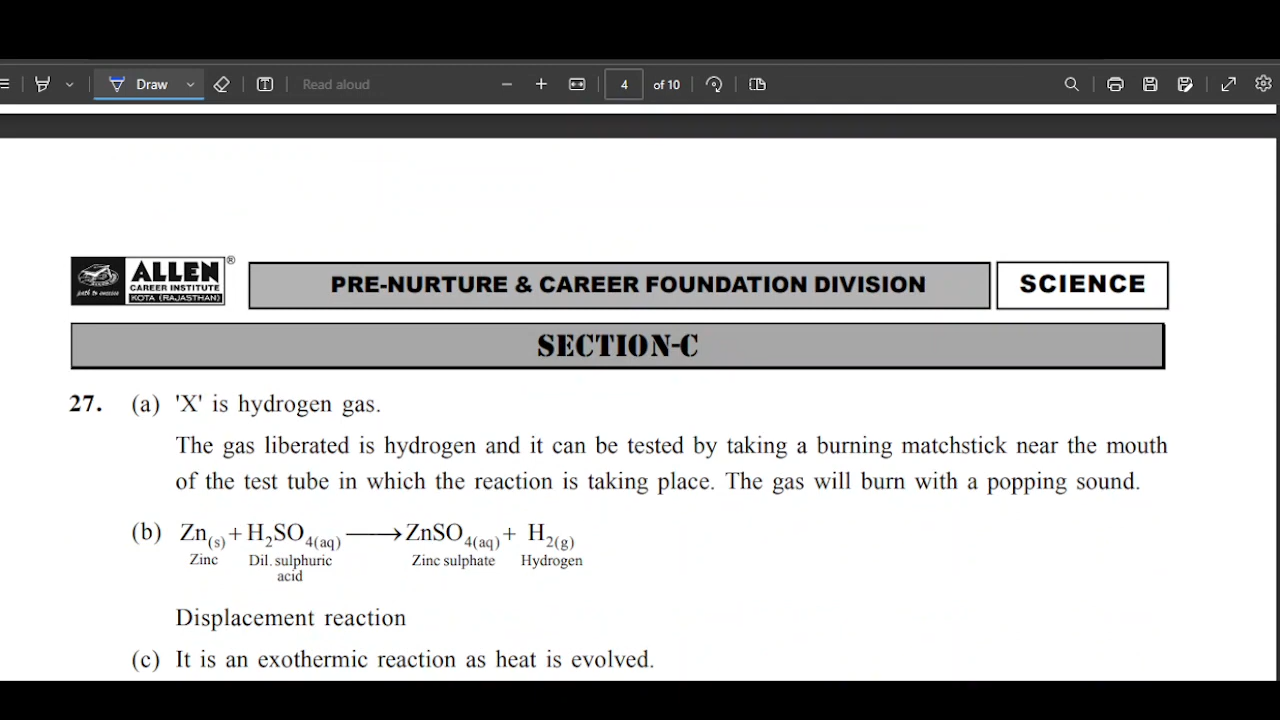 Draw
Read aloud
4 of 10
ALLEN®
CAREER INSTITUTE
KOTA (RAJASTHAN)
PRE-NURTURE & CAREER FOUNDATION DIVISION
SCIENCE
SECTION-C
27. (a) 'X' is hydrogen gas.
The gas liberated is hydrogen and it can be tested by taking a burning matchstick near the mouth
of the test tube in which the reaction is taking place. The gas will burn with a popping sound.
(b) Zn(s) + H2SO4(aq) ⟶ ZnSO4(aq) + H2(g)
Zinc Dil. sulphuric Zinc sulphate Hydrogen
acid
Displacement reaction
(c) It is an exothermic reaction as heat is evolved.